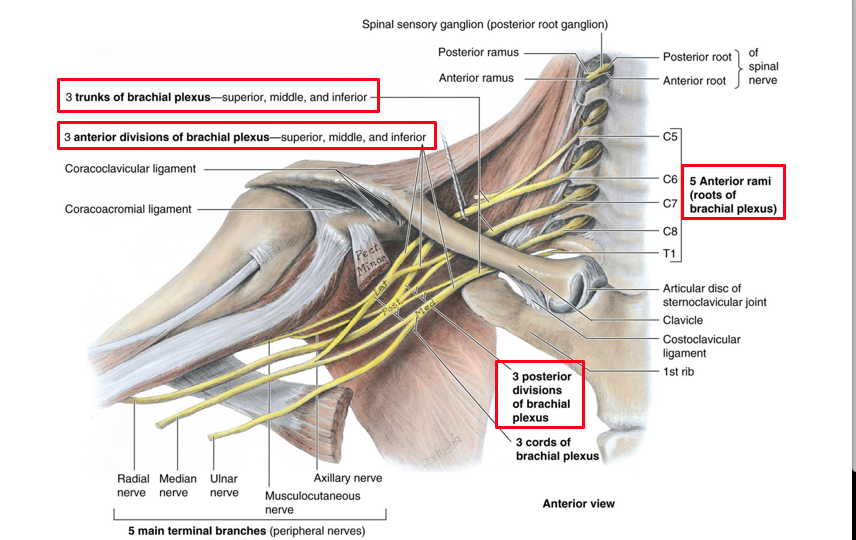 Spinal sensory ganglion (posterior root ganglion)
Posterior ramus
Anterior ramus
Posterior root
Anterior root
of
spinal
nerve
3 trunks of brachial plexus—superior, middle, and inferior
3 anterior divisions of brachial plexus—superior, middle, and inferior
Coracoclavicular ligament
Coracoacromial ligament
C5
C6
C7
C8
T1
5 Anterior rami
(roots of
brachial plexus)
Pect.
Minor
Lat.
Post.
Med.
Articular disc of
sternoclavicular joint
Clavicle
Costoclavicular
ligament
1st rib
3 posterior
divisions
of brachial
plexus
3 cords of
brachial plexus
Radial
nerve
Median
nerve
Ulnar
nerve
Musculocutaneous
nerve
Axillary nerve
5 main terminal branches (peripheral nerves)
Anterior view